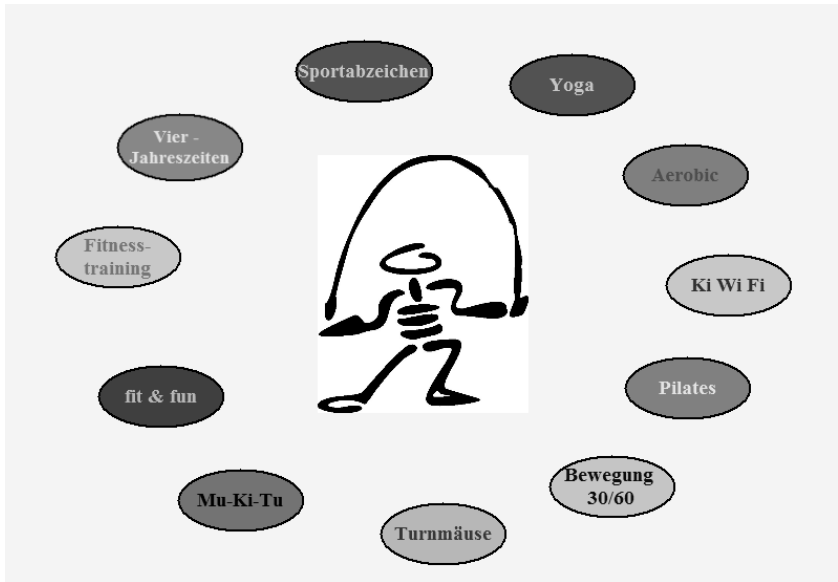 Sportabzeichen
Yoga
Vier -
Jahreszeiten
Aerobic
Fitness-
training
Ki Wi Fi
fit & fun
Pilates
Mu-Ki-Tu
Bewegung
30/60
Turnmäuse